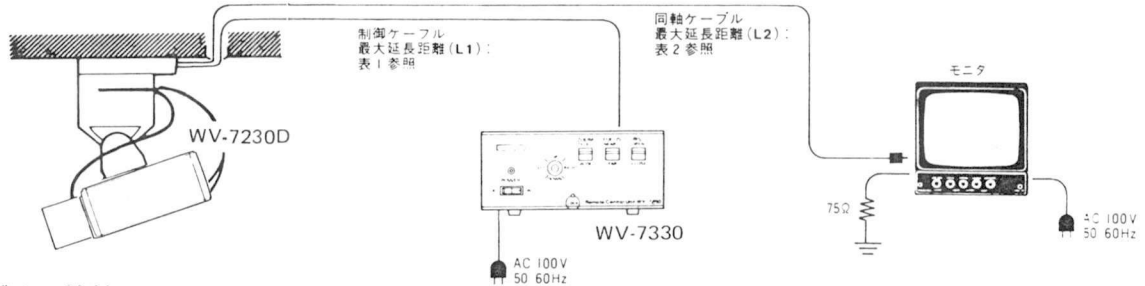 制御ケーブル
最大延長距離(L1):
表1参照
同軸ケーブル
最大延長距離(L2):
表2参照
モニタ
WV-7230D
WV-7330
75Ω
AC 100V
50 60Hz
AC 100V
50 60Hz